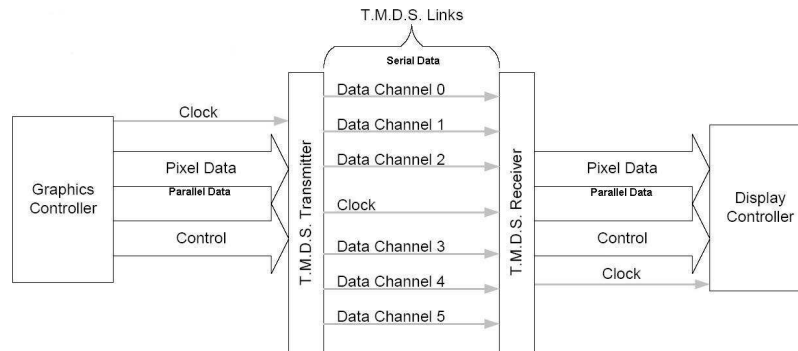 T.M.D.S. Links
Serial Data
Graphics
Controller
Clock
Pixel Data
Parallel Data
Control
T.M.D.S. Transmitter
Data Channel 0
Data Channel 1
Data Channel 2
Clock
Data Channel 3
Data Channel 4
Data Channel 5
T.M.D.S. Receiver
Pixel Data
Parallel Data
Control
Clock
Display
Controller